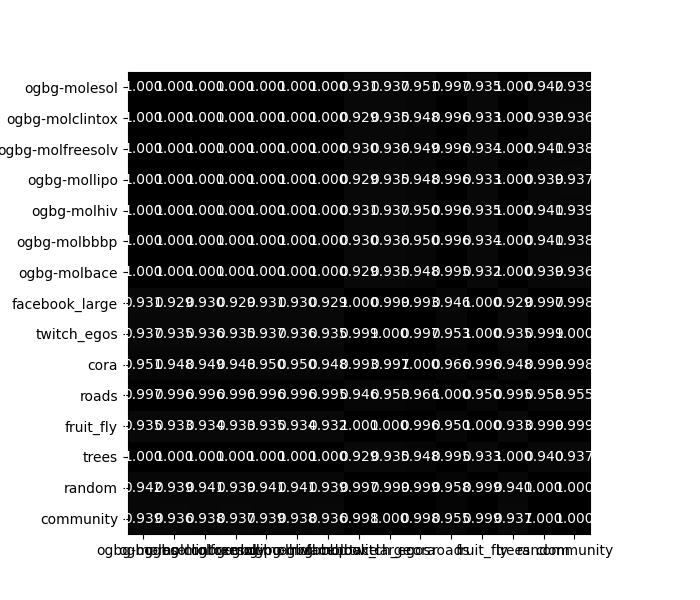 ogbg-molesol 1.000 1.000 1.000 1.000 1.000 1.000 1.000 0.931 0.937 0.951 0.997 0.935 1.000 0.942 0.939
ogbg-molclintox 1.000 1.000 1.000 1.000 1.000 1.000 1.000 0.929 0.935 0.948 0.996 0.933 1.000 0.939 0.936
ogbg-molfreesolv 1.000 1.000 1.000 1.000 1.000 1.000 1.000 0.930 0.936 0.949 0.996 0.934 1.000 0.941 0.938
ogbg-mollipo 1.000 1.000 1.000 1.000 1.000 1.000 1.000 0.929 0.935 0.948 0.996 0.933 1.000 0.939 0.937
ogbg-molhiv 1.000 1.000 1.000 1.000 1.000 1.000 1.000 0.931 0.937 0.950 0.996 0.935 1.000 0.941 0.939
ogbg-molbbbp 1.000 1.000 1.000 1.000 1.000 1.000 1.000 0.930 0.936 0.950 0.996 0.934 1.000 0.941 0.938
ogbg-molbace 1.000 1.000 1.000 1.000 1.000 1.000 1.000 0.929 0.935 0.948 0.995 0.932 1.000 0.939 0.936
facebook_large 0.931 0.929 0.930 0.929 0.931 0.930 0.929 1.000 0.999 0.993 0.946 1.000 0.929 0.997 0.998
twitch_egos 0.937 0.935 0.936 0.935 0.937 0.936 0.935 0.999 1.000 0.997 0.953 1.000 0.935 0.999 1.000
cora 0.951 0.948 0.949 0.948 0.950 0.950 0.948 0.993 0.997 1.000 0.966 0.996 0.948 0.999 0.998
roads 0.997 0.996 0.996 0.996 0.996 0.996 0.995 0.946 0.953 0.966 1.000 0.950 0.995 0.958 0.955
fruit_fly 0.935 0.933 0.934 0.933 0.935 0.934 0.932 1.000 1.000 0.996 0.950 1.000 0.933 0.999 0.999
trees 1.000 1.000 1.000 1.000 1.000 1.000 1.000 0.929 0.935 0.948 0.995 0.933 1.000 0.940 0.937
random 0.942 0.939 0.941 0.939 0.941 0.941 0.939 0.997 0.999 0.999 0.958 0.999 0.940 1.000 1.000
community 0.939 0.936 0.938 0.937 0.939 0.938 0.936 0.998 1.000 0.998 0.955 0.999 0.937 1.000 1.000
cora roads fruit_fly trees random community